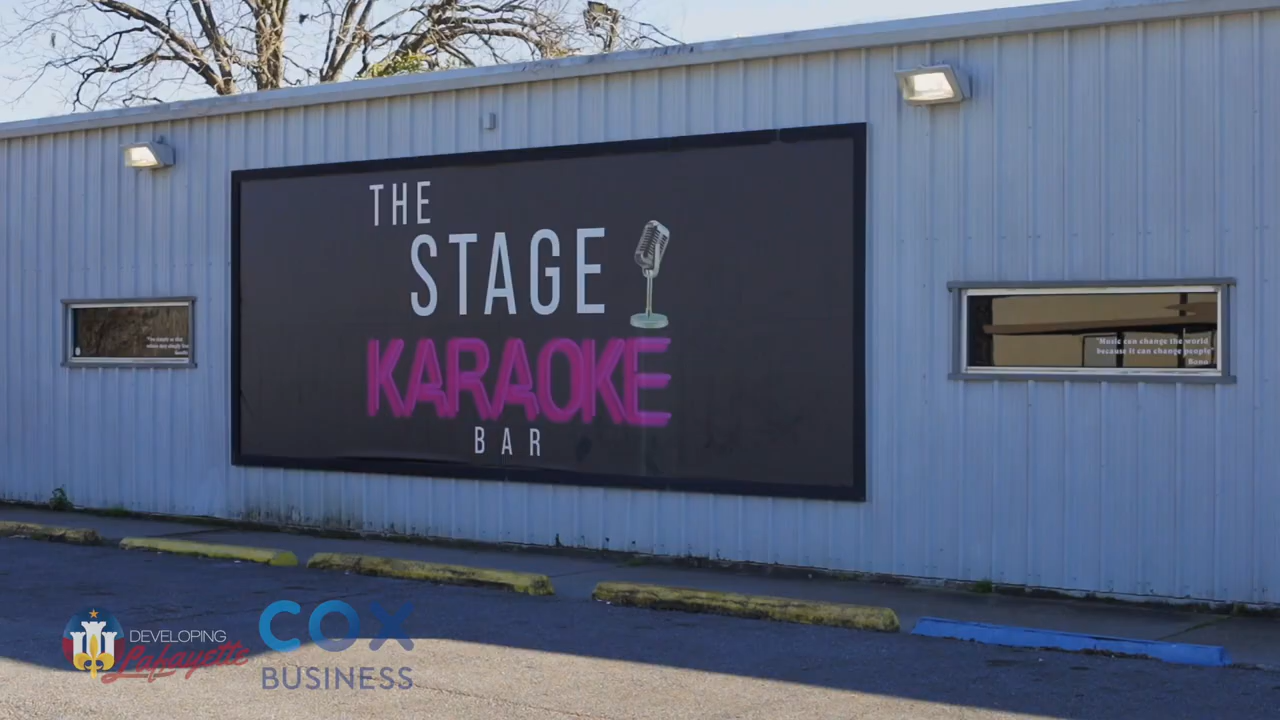 THE
STAGE
KARAOKE
BAR
"Music can change the world
because it can change people"
Bono
DEVELOPING
Lafayette
COX
BUSINESS